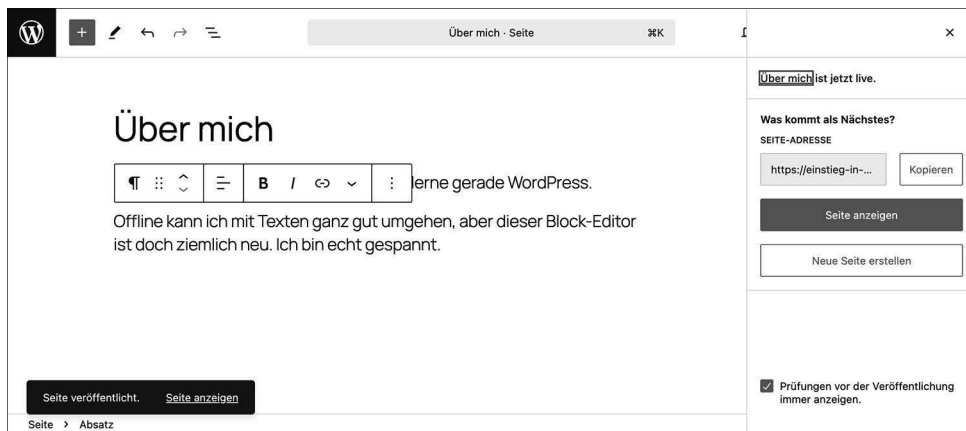 Über mich · Seite
⌘K
Über mich ist jetzt live.
Was kommt als Nächstes?
SEITE-ADRESSE
https://einstieg-in-...
Kopieren
Seite anzeigen
Neue Seite erstellen
Prüfungen vor der Veröffentlichung
immer anzeigen.
Über mich
B I
lerne gerade WordPress.
Offline kann ich mit Texten ganz gut umgehen, aber dieser Block-Editor
ist doch ziemlich neu. Ich bin echt gespannt.
Seite veröffentlicht. Seite anzeigen
Seite > Absatz